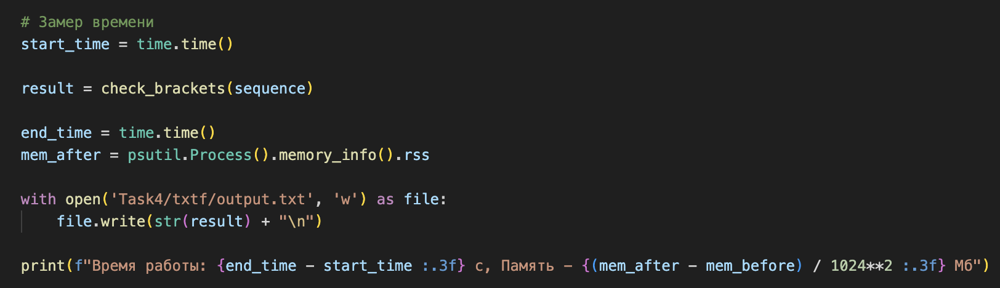 # Замер времени
start_time = time.time()
result = check_brackets(sequence)
end_time = time.time()
mem_after = psutil.Process().memory_info().rss
with open('Task4/txtf/output.txt', 'w') as file:
    file.write(str(result) + "\n")
print(f"Время работы: {end_time - start_time :.3f} с, Память - {(mem_after - mem_before) / 1024**2 :.3f} Мб")